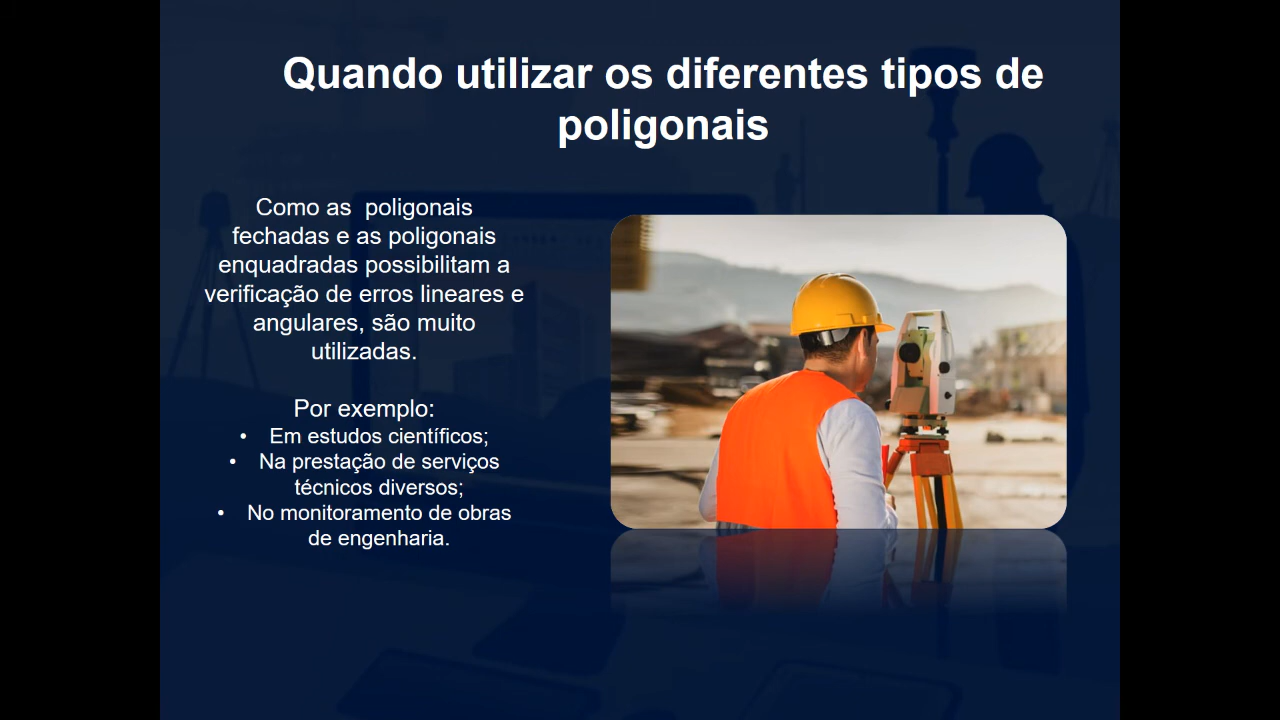 Quando utilizar os diferentes tipos de
poligonais
Como as  poligonais
fechadas e as poligonais
enquadradas possibilitam a
verificação de erros lineares e
angulares, são muito
utilizadas.
Por exemplo:
• Em estudos científicos;
• Na prestação de serviços
técnicos diversos;
• No monitoramento de obras
de engenharia.